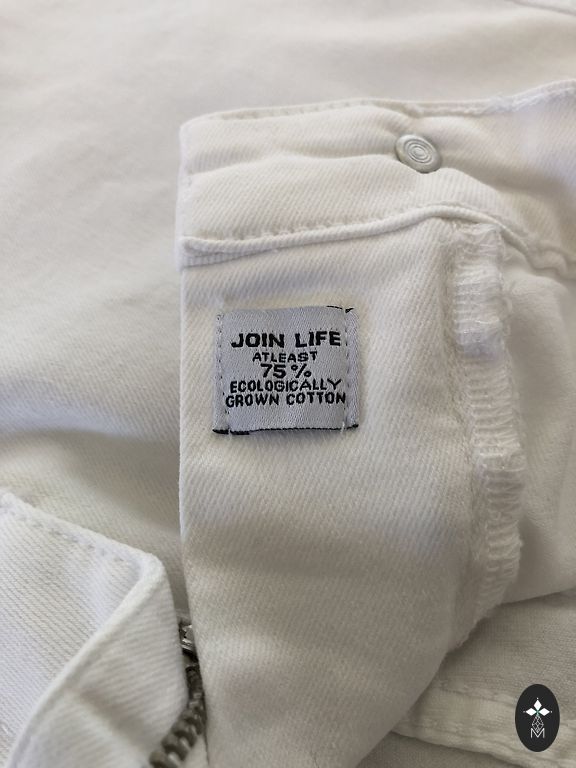 JOIN LIFE
ATLEAST
75%
ECOLOGICALLY
GROWN COTTON